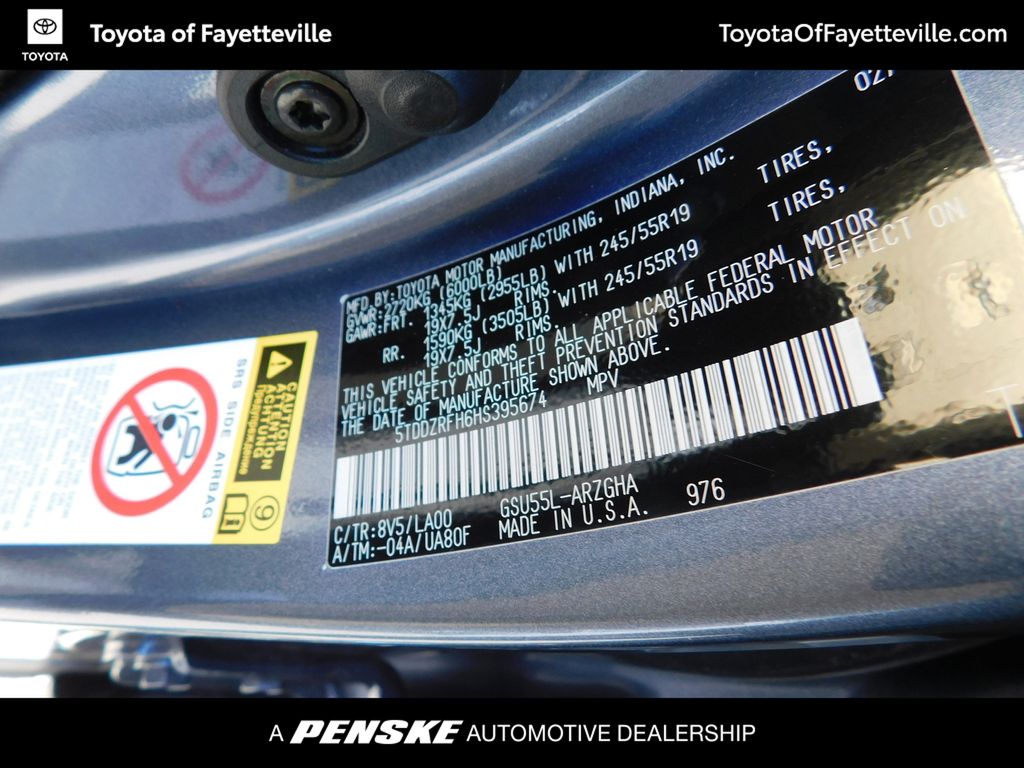 TOYOTA
Toyota of Fayetteville
ToyotaOfFayetteville.com
MFD.BY:TOYOTA MOTOR MANUFACTURING, INDIANA, INC.
GVWR:2720KG (6000LB)
GAWR:FRT. 1345KG (2955LB) WITH 245/55R19 TIRES,
19X7.5J RIMS.
RR. 1590KG (3505LB) WITH 245/55R19 TIRES,
19X7.5J RIMS.
THIS VEHICLE CONFORMS TO ALL APPLICABLE FEDERAL MOTOR
VEHICLE SAFETY AND THEFT PREVENTION STANDARDS IN EFFECT ON
THE DATE OF MANUFACTURE SHOWN ABOVE.
5TDDZRFH6HS395674 MPV
C/TR:8V5/LA00 GSU55L-ARZGHA 976
A/TM:-04A/UA80F MADE IN U.S.A.
CAUTION
ATTENTION
ACHTUNG
Предупреждение
SRS SIDE AIRBAG
9
A PENSKE AUTOMOTIVE DEALERSHIP